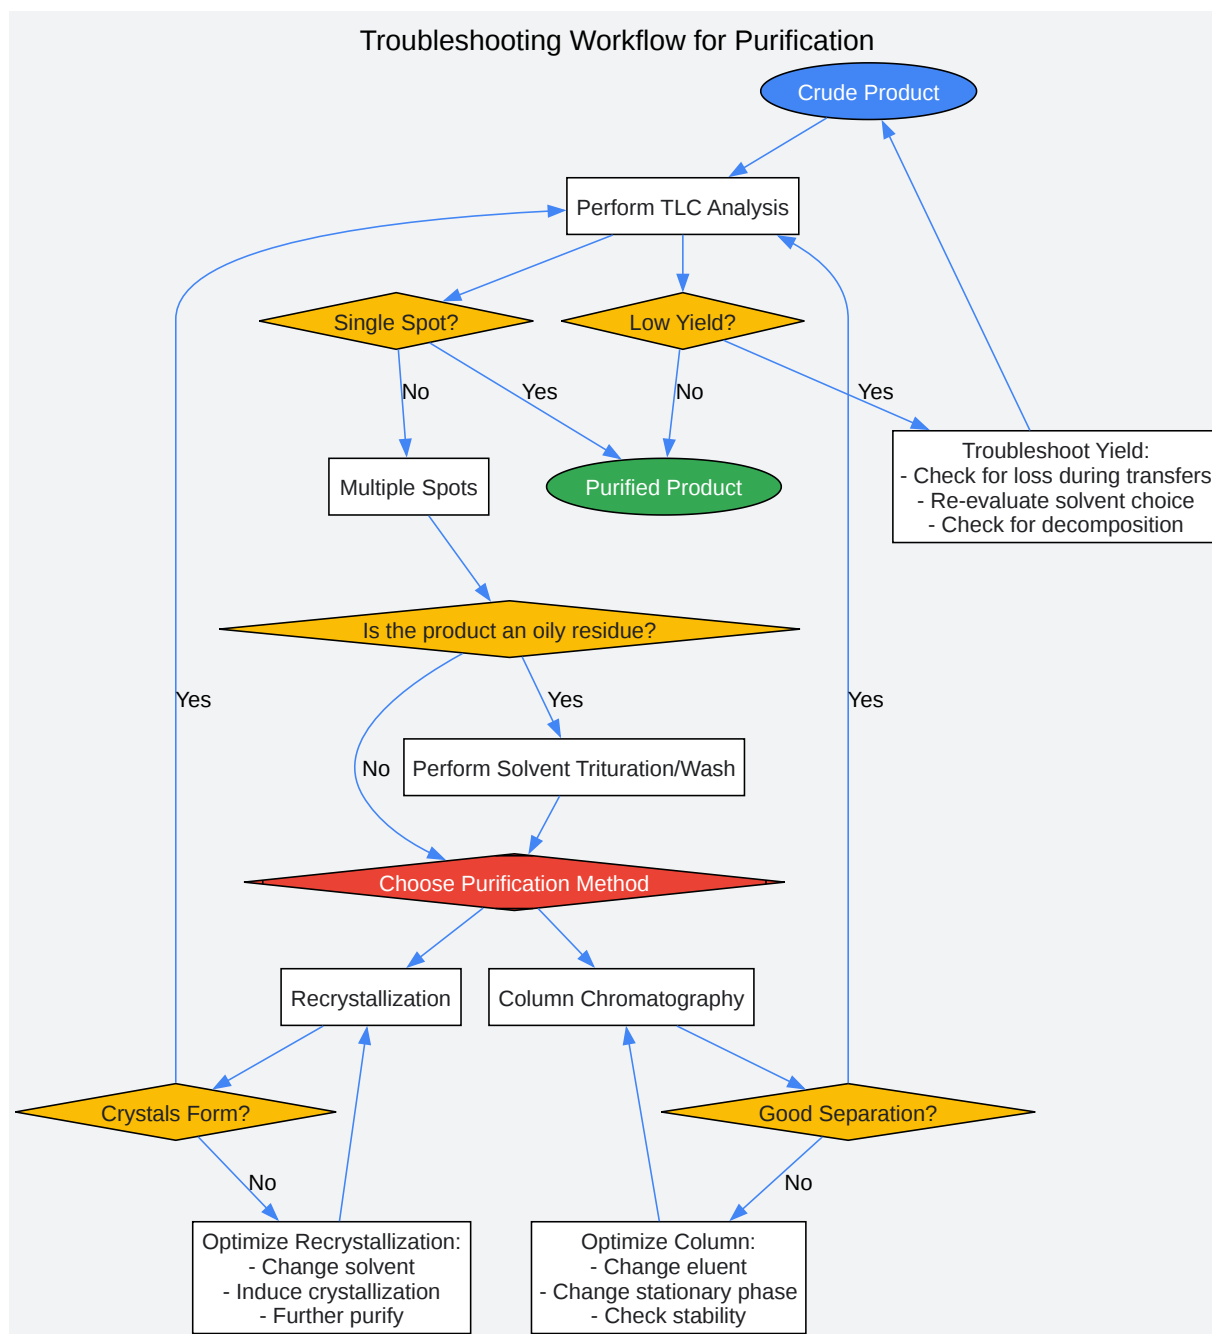 Troubleshooting Workflow for Purification
Crude Product
Perform TLC Analysis
Single Spot?
Low Yield?
No
Yes
No
Yes
Multiple Spots
Purified Product
Troubleshoot Yield:
- Check for loss during transfers
- Re-evaluate solvent choice
- Check for decomposition
Is the product an oily residue?
Yes
Yes
Yes
No
Perform Solvent Trituration/Wash
Choose Purification Method
Recrystallization
Column Chromatography
Crystals Form?
Good Separation?
No
No
Optimize Recrystallization:
- Change solvent
- Induce crystallization
- Further purify
Optimize Column:
- Change eluent
- Change stationary phase
- Check stability